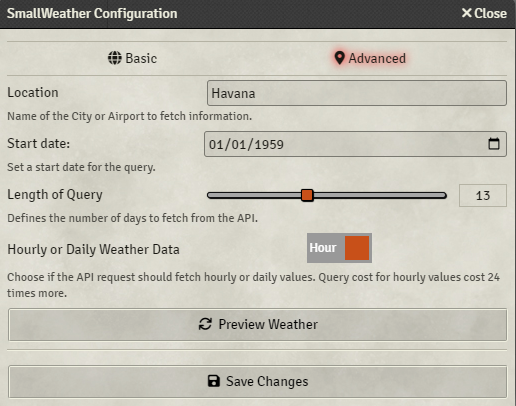 SmallWeather Configuration
Close
Basic
Advanced
Location
Havana
Name of the City or Airport to fetch information.
Start date:
01/01/1959
Set a start date for the query.
Length of Query
13
Defines the number of days to fetch from the API.
Hourly or Daily Weather Data
Hour
Choose if the API request should fetch hourly or daily values. Query cost for hourly values cost 24
times more.
Preview Weather
Save Changes